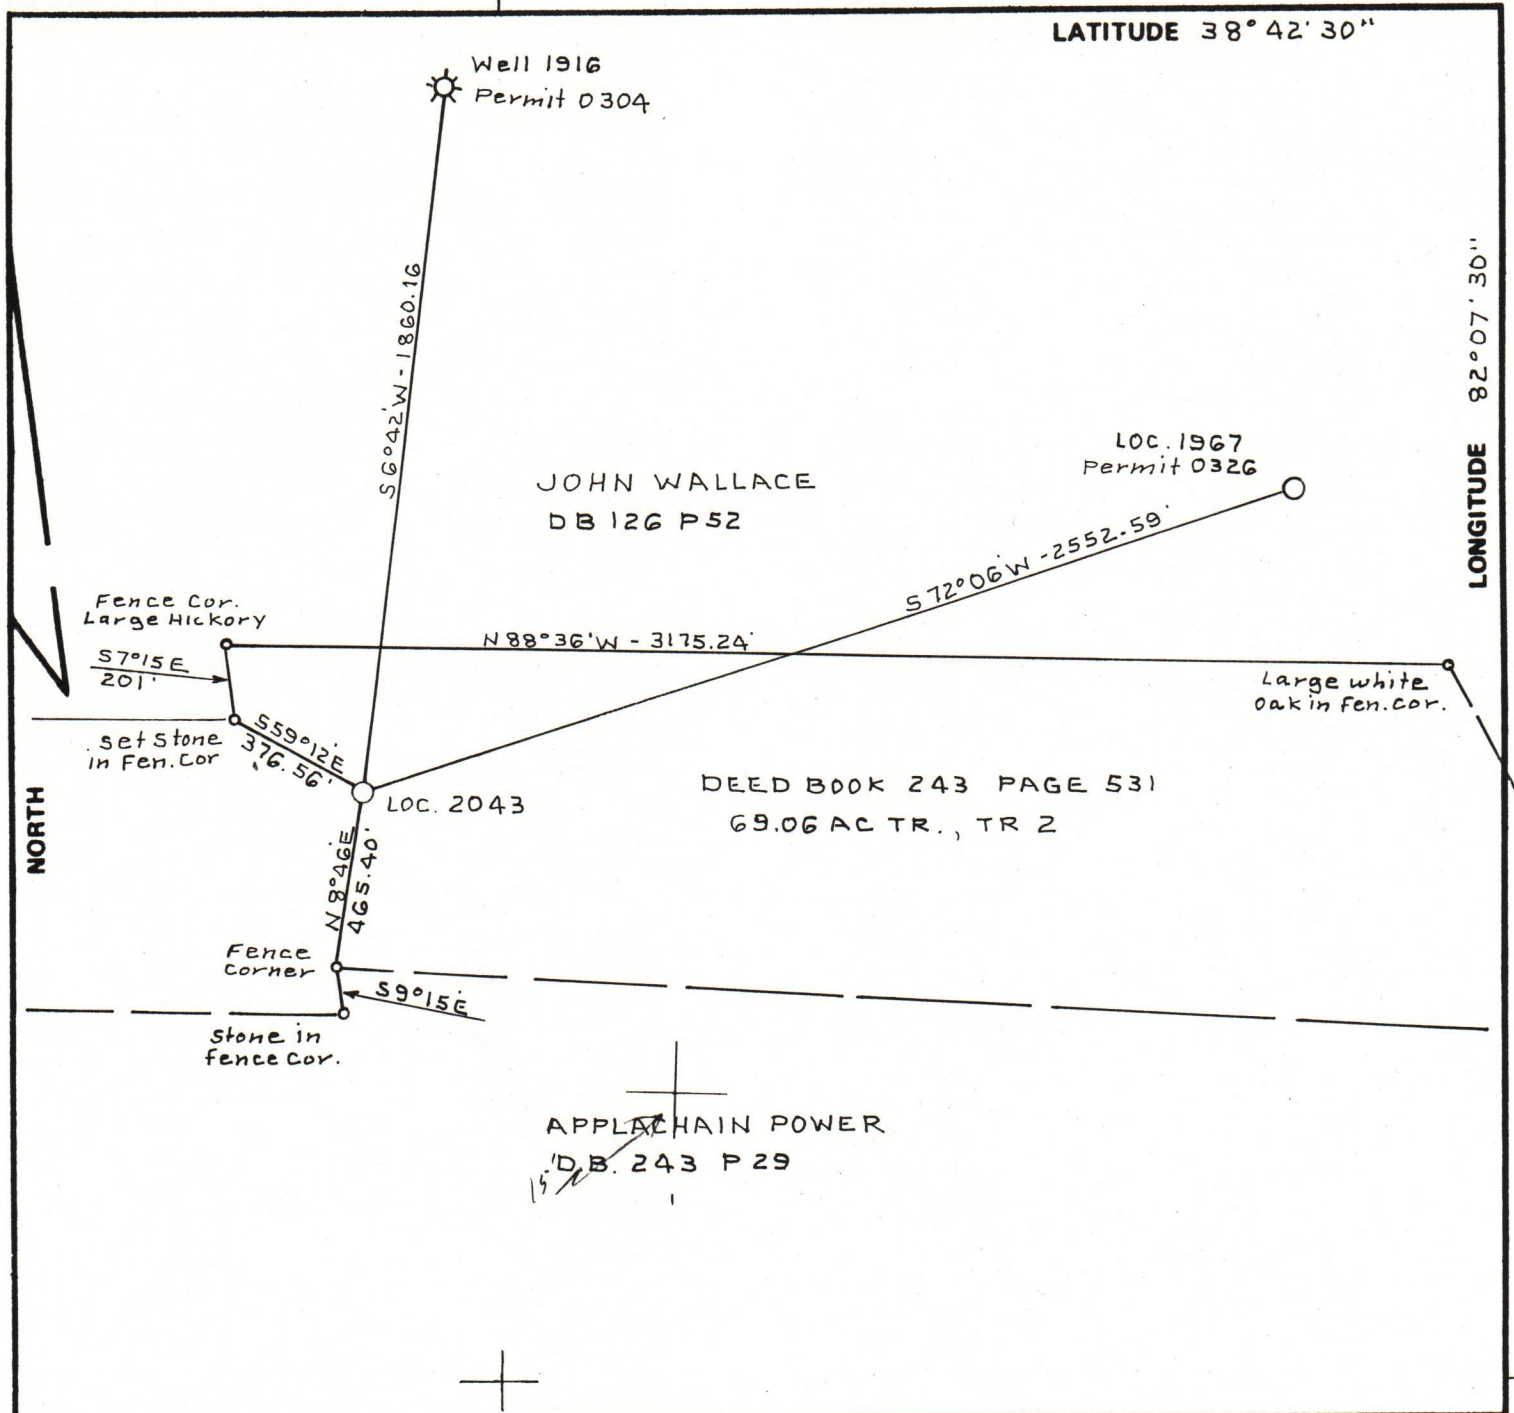 LATITUDE 38° 42' 30"
Well 1916
Permit 0304
S6°42'W - 1860.16
LONGITUDE 82°07'30"
LOC. 1967
Permit 0326
JOHN WALLACE
DB 126 P52
S 72°06'W - 2552.59'
Fence Cor.
Large Hickory
N 88°36'W - 3175.24'
S7°15'E
201'
Large white
oak in Fen. Cor.
set Stone
in Fen. Cor
S59°12'E
376.56'
LOC. 2043
DEED BOOK 243 PAGE 531
69.06 AC TR., TR 2
NORTH
N 8°46'E
465.40'
Fence
Corner
S9°15'E
Stone in
fence Cor.
APPLACHAIN POWER
D.B. 243 P 29
15'